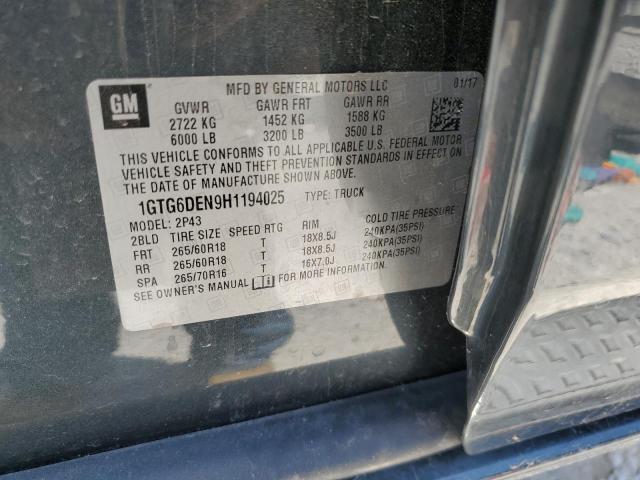 GM
MFD BY GENERAL MOTORS LLC 01/17
GVWR GAWR FRT GAWR RR
2722 KG 1452 KG 1588 KG
6000 LB 3200 LB 3500 LB
THIS VEHICLE CONFORMS TO ALL APPLICABLE U.S. FEDERAL MOTOR
VEHICLE SAFETY AND THEFT PREVENTION STANDARDS IN EFFECT ON
THE DATE OF MANUFACTURE SHOWN ABOVE.
1GTG6DEN9H1194025 TYPE: TRUCK
MODEL: 2P43
2BLD TIRE SIZE SPEED RTG RIM COLD TIRE PRESSURE
FRT 265/60R18 T 18X8.5J 240KPA(35PSI)
RR 265/60R18 T 18X8.5J 240KPA(35PSI)
SPA 265/70R16 T 16X7.0J 240KPA(35PSI)
SEE OWNER'S MANUAL FOR MORE INFORMATION.